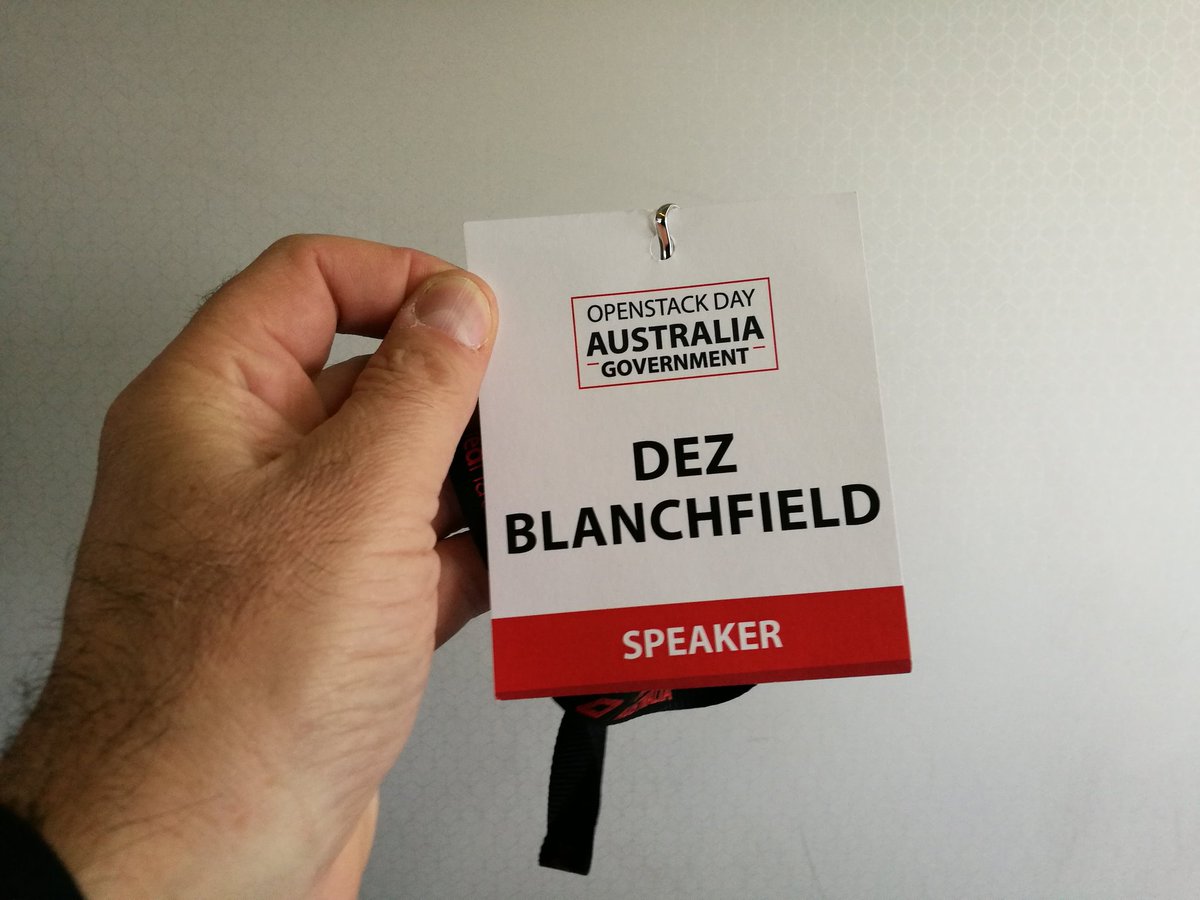 OPENSTACK DAY
AUSTRALIA
GOVERNMENT
DEZ
BLANCHFIELD
SPEAKER